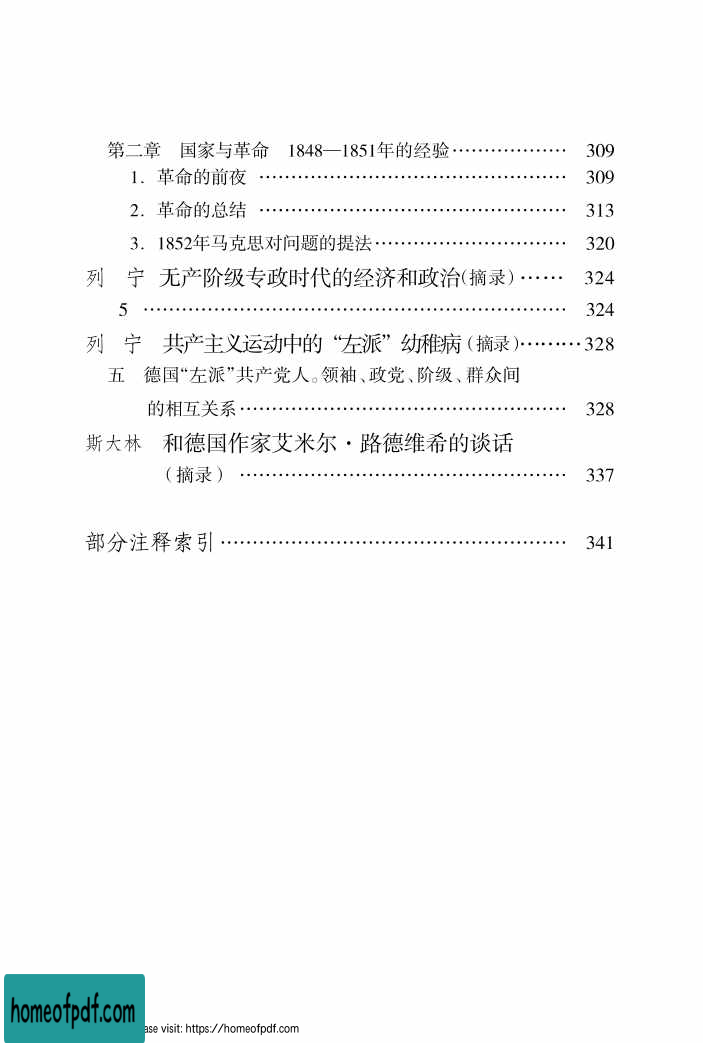 第二章　国家与革命　1848—1851年的经验……………… 309
1. 革命的前夜 ………………………………………… 309
2. 革命的总结 ………………………………………… 313
3. 1852年马克思对问题的提法………………………… 320
列　宁　无产阶级专政时代的经济和政治(摘录)…… 324
5 ………………………………………………………… 324
列　宁　共产主义运动中的“左派”幼稚病(摘录)………328
五　德国“左派”共产党人。领袖、政党、阶级、群众间
的相互关系…………………………………………… 328
斯大林　和德国作家艾米尔·路德维希的谈话
（摘录） …………………………………………… 337
部分注释索引……………………………………………… 341
homeofpdf.com
ase visit: https://homeofpdf.com